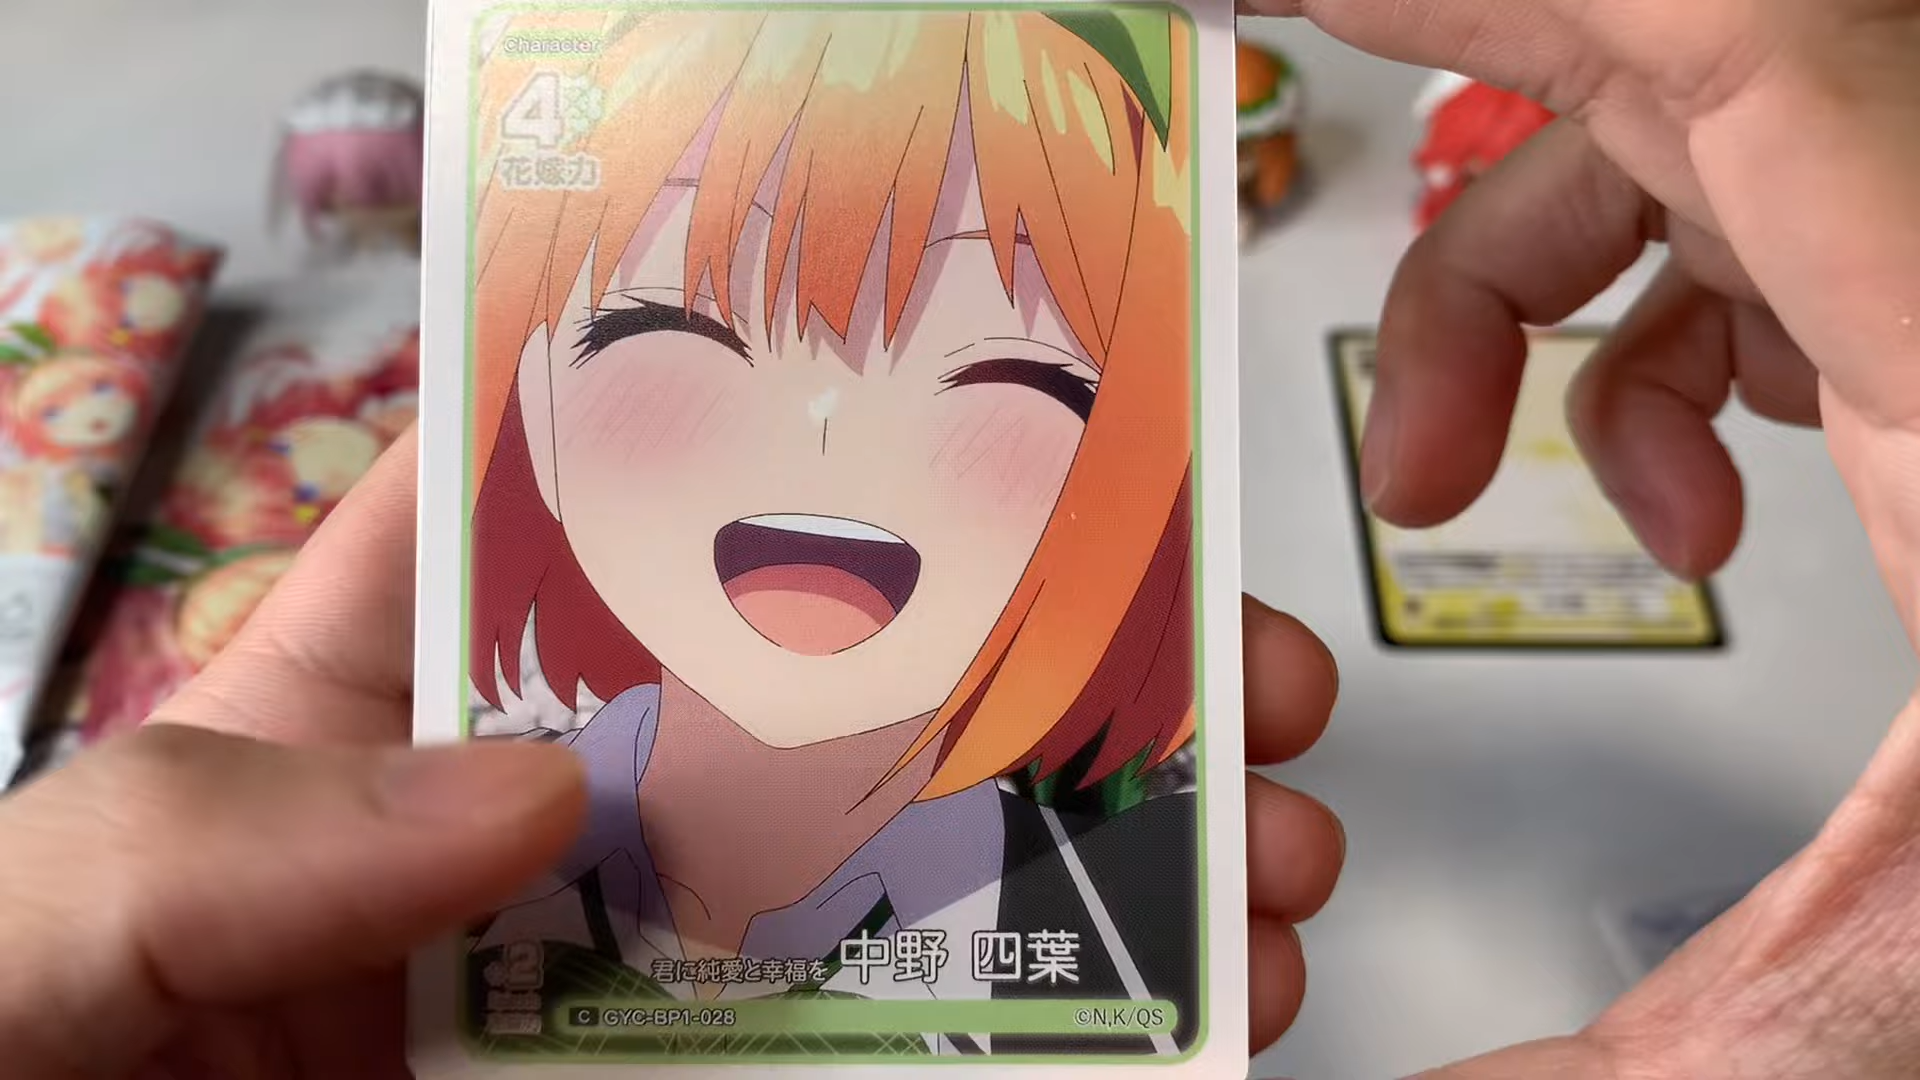 Character
4
花嫁力
2
君に純愛と幸福を 中野 四葉
C GYC-BP1-028
©N,K/QS